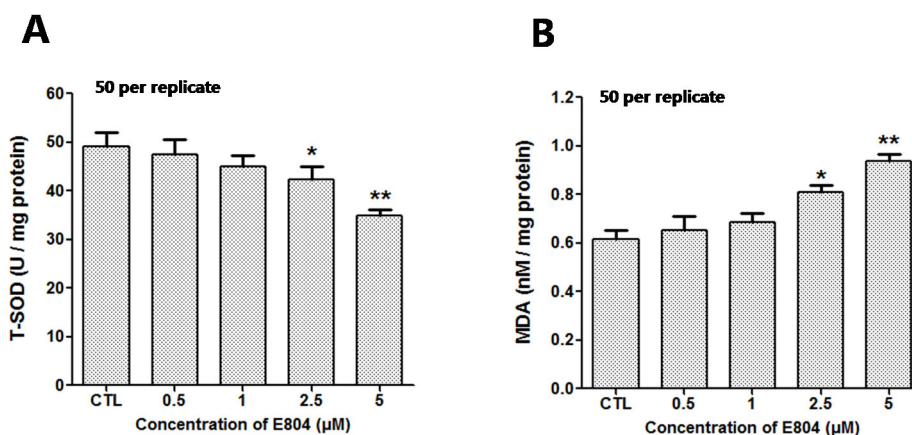 A
50 per replicate
T-SOD (U / mg protein)
60
50
40
30
20
10
0
*
**
CTL 0.5 1 2.5 5
Concentration of E804 (µM)
B
50 per replicate
MDA (nM / mg protein)
1.2
1.0
0.8
0.6
0.4
0.2
0.0
*
**
CTL 0.5 1 2.5 5
Concentration of E804 (µM)